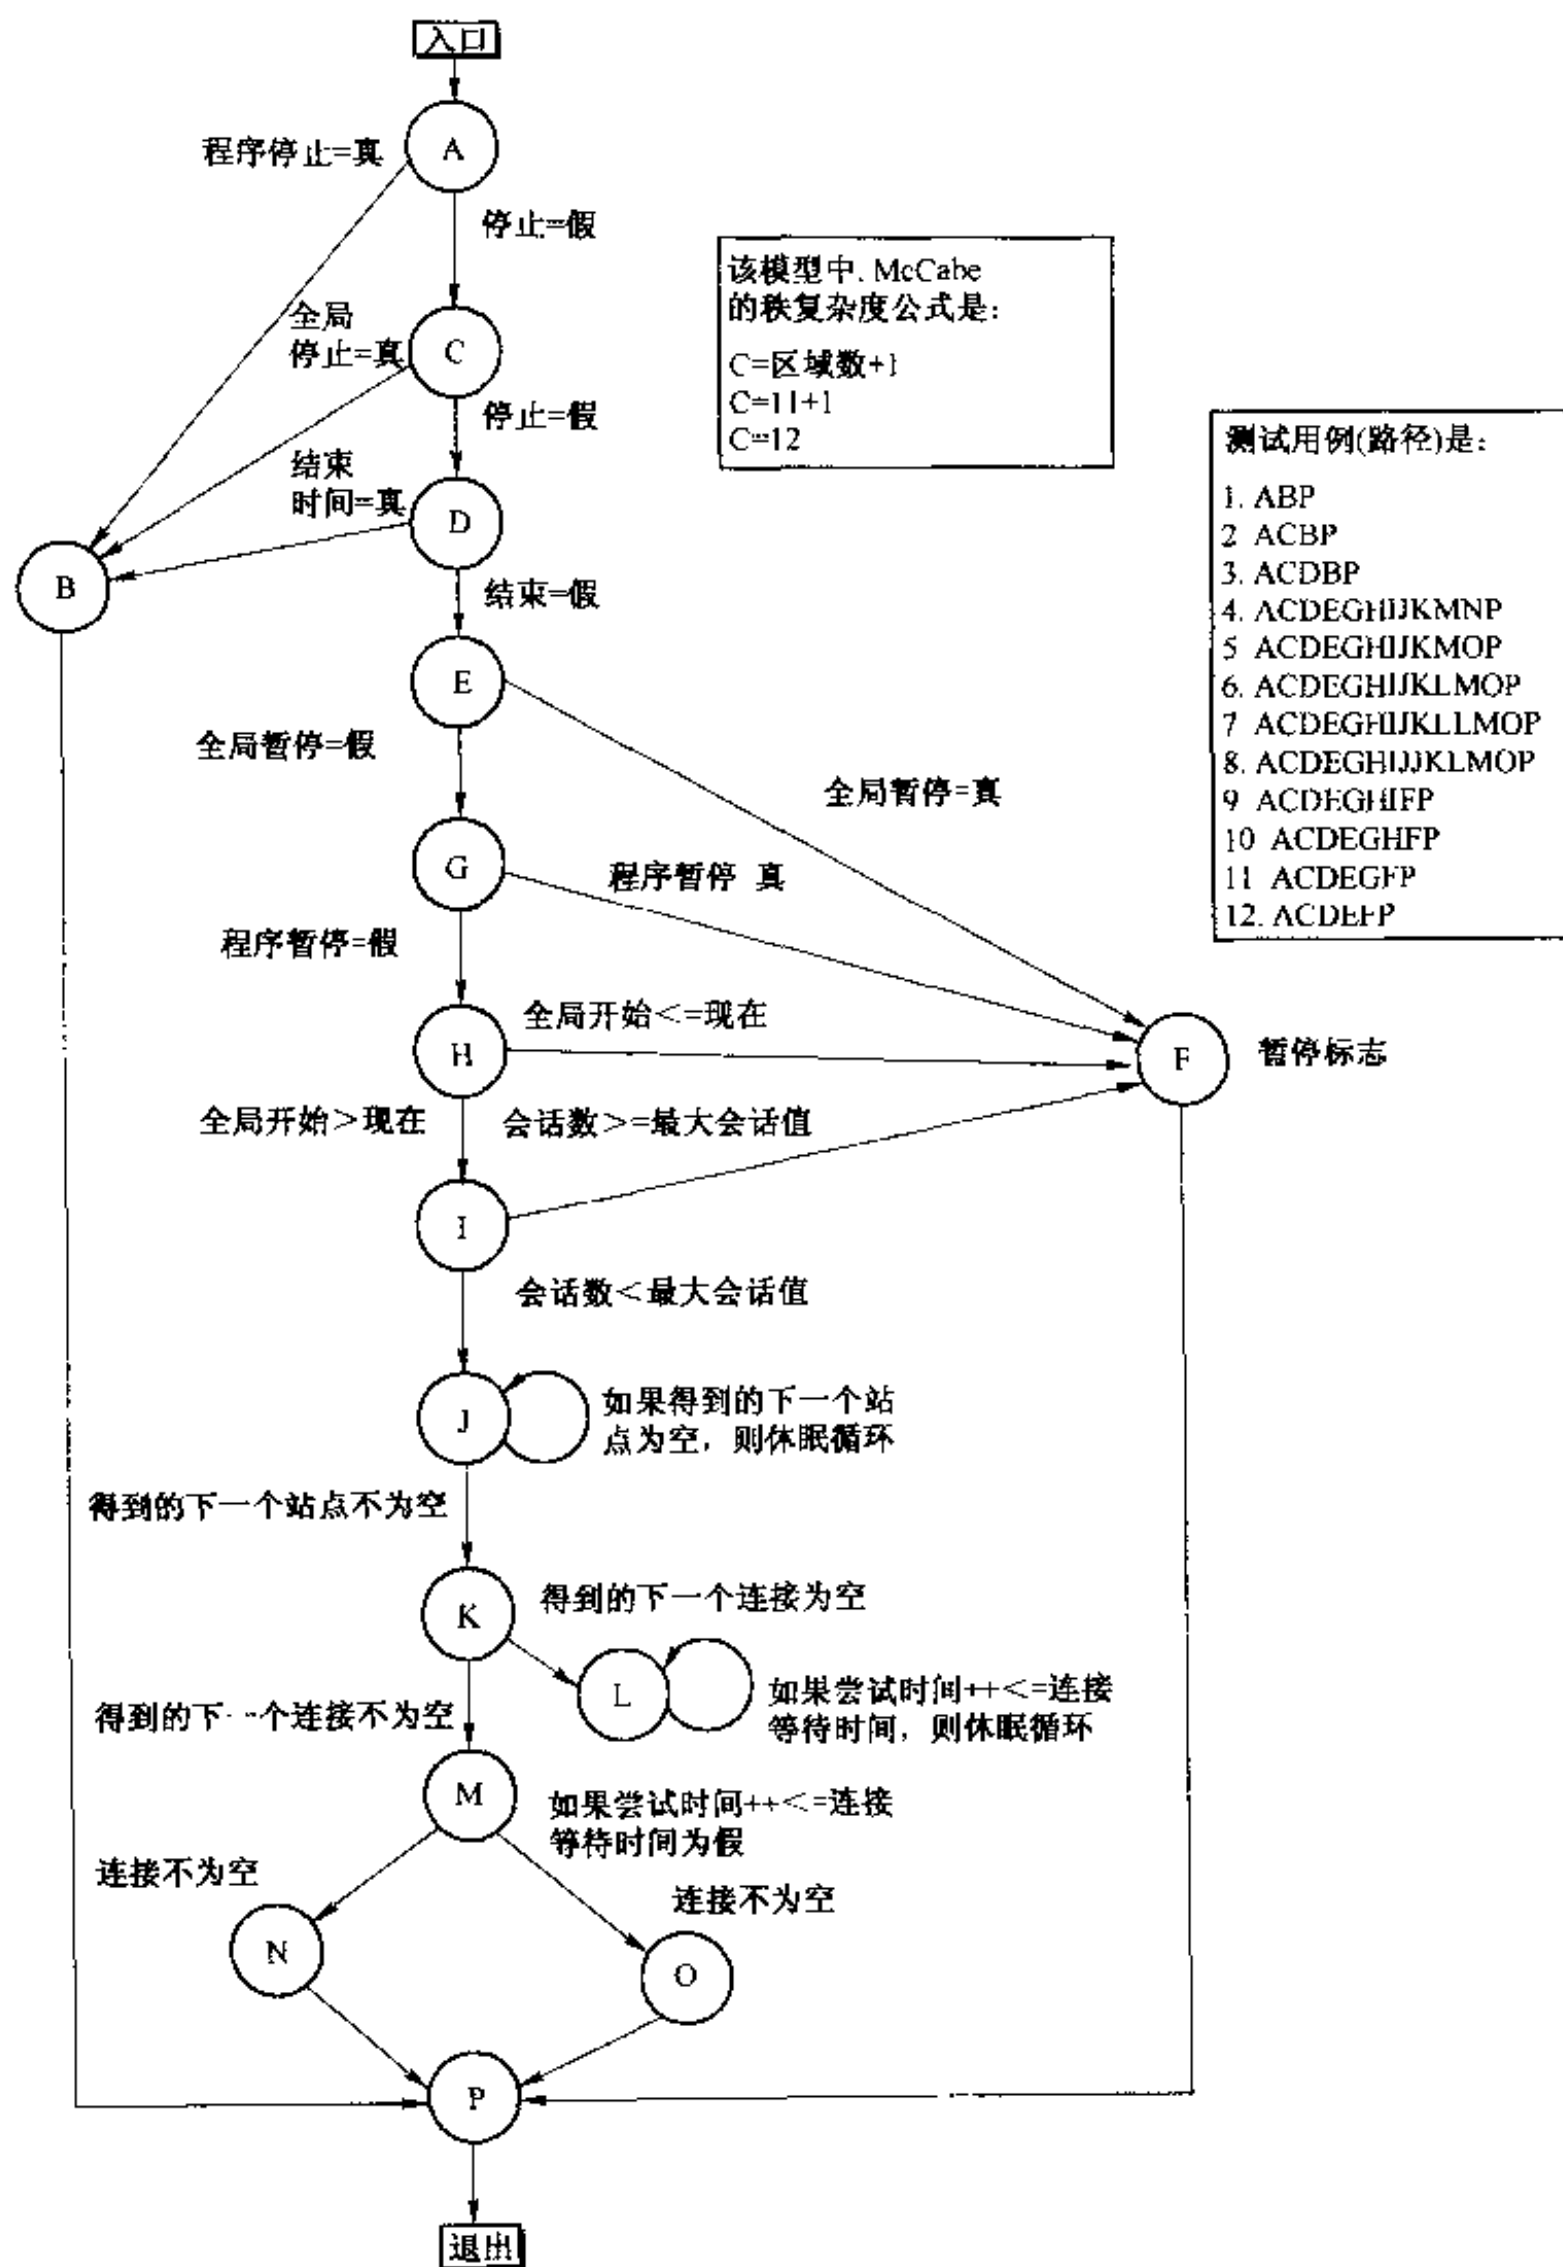 入口
A
程序停止=真
停止=假
该模型中, McCabe
的秩复杂度公式是:
C=区域数+1
C=11+1
C=12
全局
停止=真
C
停止=假
测试用例(路径)是:
1. ABP
2 ACBP
3. ACDBP
4. ACDEGHIJKMNP
5 ACDEGHIJKMOP
6. ACDEGHIJKLMOP
7 ACDEGHIJKLLMOP
8. ACDEGHIJJKLMOP
9 ACDEGHIFP
10 ACDEGHFP
11 ACDEGFP
12. ACDEFP
结束
时间=真
D
B
结束=假
E
全局暂停=假
全局暂停=真
G
程序暂停 真
程序暂停=假
全局开始<=现在
H
F
暂停标志
全局开始>现在
会话数>=最大会话值
I
会话数<最大会话值
J
如果得到的下一个站
点为空, 则休眠循环
得到的下一个站点不为空
K
得到的下一个连接为空
L
如果尝试时间++<=连接
等待时间, 则休眠循环
得到的下一个连接不为空
M
如果尝试时间++<=连接
等待时间为假
连接不为空
连接不为空
N
O
P
退出